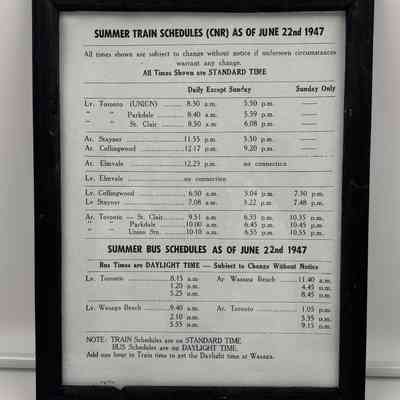 SUMMER TRAIN SCHEDULES (CNR) AS OF JUNE 22nd 1947
All times shown are subject to change without notice if unforseen circumstances
warrant any change.
All Times Shown are STANDARD TIME
Daily Except Sunday Sunday Only
Lv. Toronto (UNION) 8.30 a.m. 5.50 p.m. ——
" " Parkdale 8.40 a.m. 5.59 p.m. ——
" " St. Clair 8.50 a.m. 6.08 p.m. ——
Ar. Stayner 11.55 p.m. 5.50 p.m. ——
Ar. Collingwood 12.17 p.m. 9.20 p.m. ——
Ar. Elmvale 12.25 p.m. no connection
Lv. Elmvale no connection
Lv. Collingwood 6.50 a.m. 5.04 p.m. 7.30 p.m.
Lv Stayner 7.08 a.m. 5.22 p.m 7.48 p.m.
Ar. Toronto — St. Clair 9.51 a.m 6.35 p.m. 10.35 p.m.
" " Parkdale 10.00 a.m. 6.45 p.m. 10.45 p.m.
" " Union Stn. 10.10 a.m. 6.55 p.m. 10.55 p.m.
SUMMER BUS SCHEDULES AS OF JUNE 22nd 1947
Bus Times are DAYLIGHT TIME — Subject to Change Without Notice
Lv. Toronto 8.15 a.m. Ar Wasaga Beach 11.40 a.m.
1.20 p.m. 4.45 p.m.
5.25 p.m. 8.45 p.m.
Lv. Wasaga Beach 9.40 a.m. Ar. Toronto 1.05 p.m.
2.10 p.m. 5.35 p.m.
5.55 p.m. 9.15 p.m.
NOTE: TRAIN Schedules are on STANDARD TIME
BUS Schedules are on DAYLIGHT TIME.
Add one hour to Train time to get the Daylight time at Wasaga.